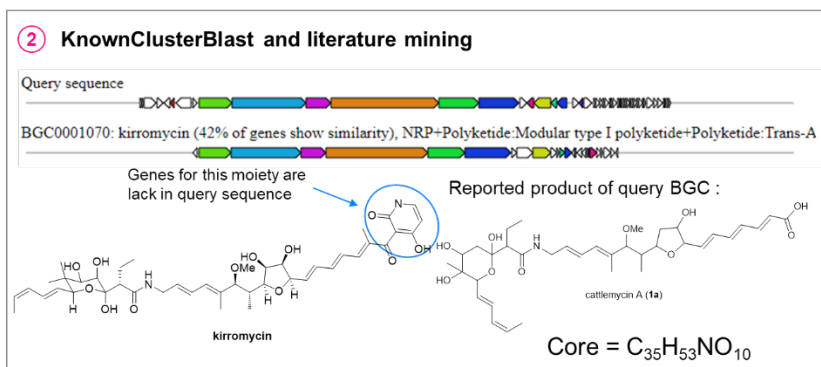 2 KnownClusterBlast and literature mining
Query sequence
BGC0001070: kirromycin (42% of genes show similarity), NRP+Polyketide:Modular type I polyketide+Polyketide:Trans-A
Genes for this moiety are
lack in query sequence
Reported product of query BGC :
kirromycin
cattlemycin A (1a)
Core = C₃₅H₅₃NO₁₀